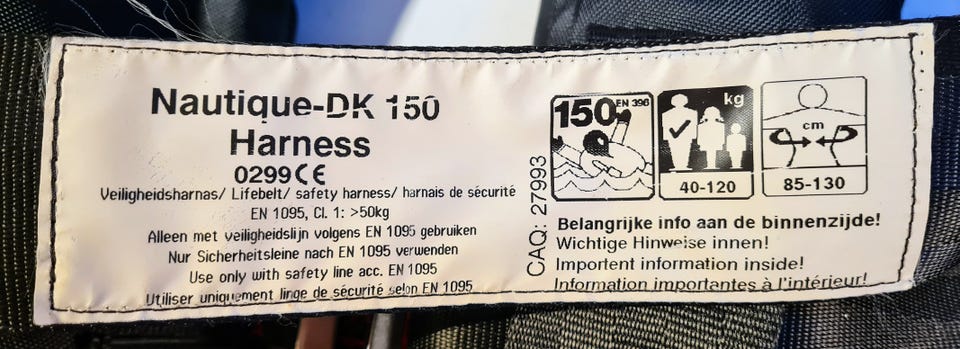 Nautique-DK 150
Harness
0299 CE
Veiligheidsharnas/ Lifebelt/ safety harness/ harnais de sécurité
EN 1095, Cl. 1: >50kg
Alleen met veiligheidslijn volgens EN 1095 gebruiken
Nur Sicherheitsleine nach EN 1095 verwenden
Use only with safety line acc. EN 1095
Utiliser uniquement linge de sécurité selon EN 1095
CAQ: 27993
150 EN 396
kg
40-120
cm
85-130
Belangrijke info aan de binnenzijde!
Wichtige Hinweise innen!
Importent information inside!
Information importantes à l'intérieur!